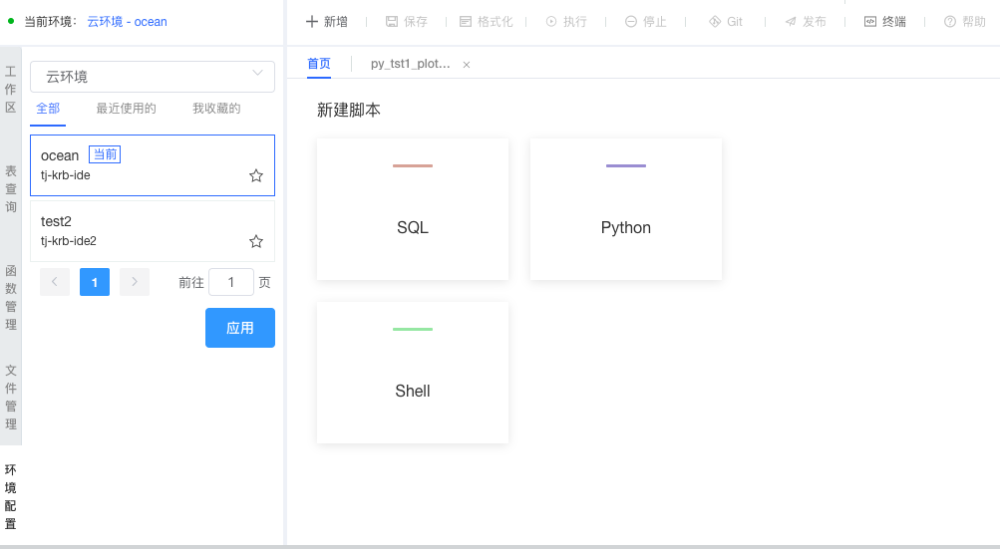 当前环境： 云环境 - ocean
新增 保存 格式化 执行 停止 Git 发布 终端 帮助
工作区
表查询
函数管理
文件管理
环境配置
云环境
全部 最近使用的 我收藏的
ocean 当前
tj-krb-ide
test2
tj-krb-ide2
1 前往 1 页
应用
首页 py_tst1_plot...
新建脚本
SQL
Python
Shell